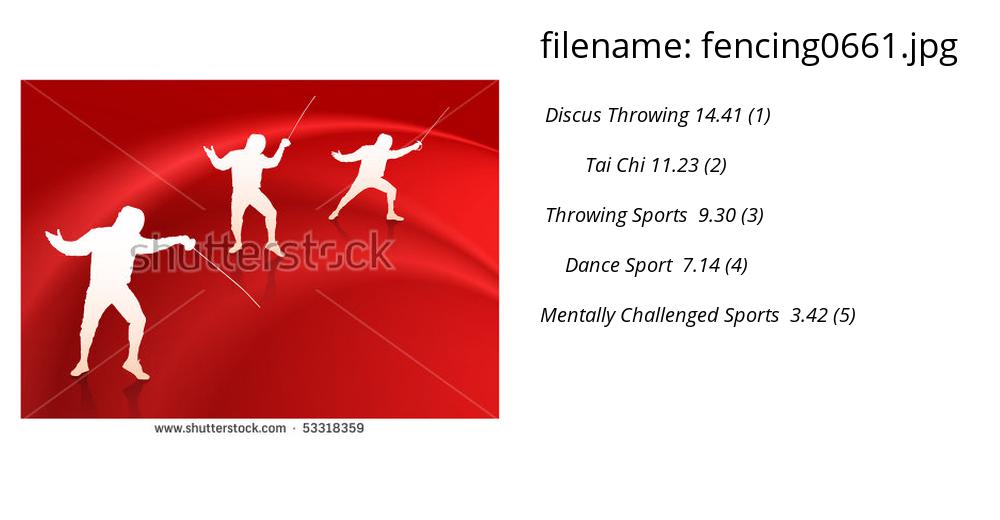 filename: fencing0661.jpg
Discus Throwing 14.41 (1)
Tai Chi 11.23 (2)
Throwing Sports 9.30 (3)
Dance Sport 7.14 (4)
Mentally Challenged Sports 3.42 (5)
shutterstock
www.shutterstock.com · 53318359